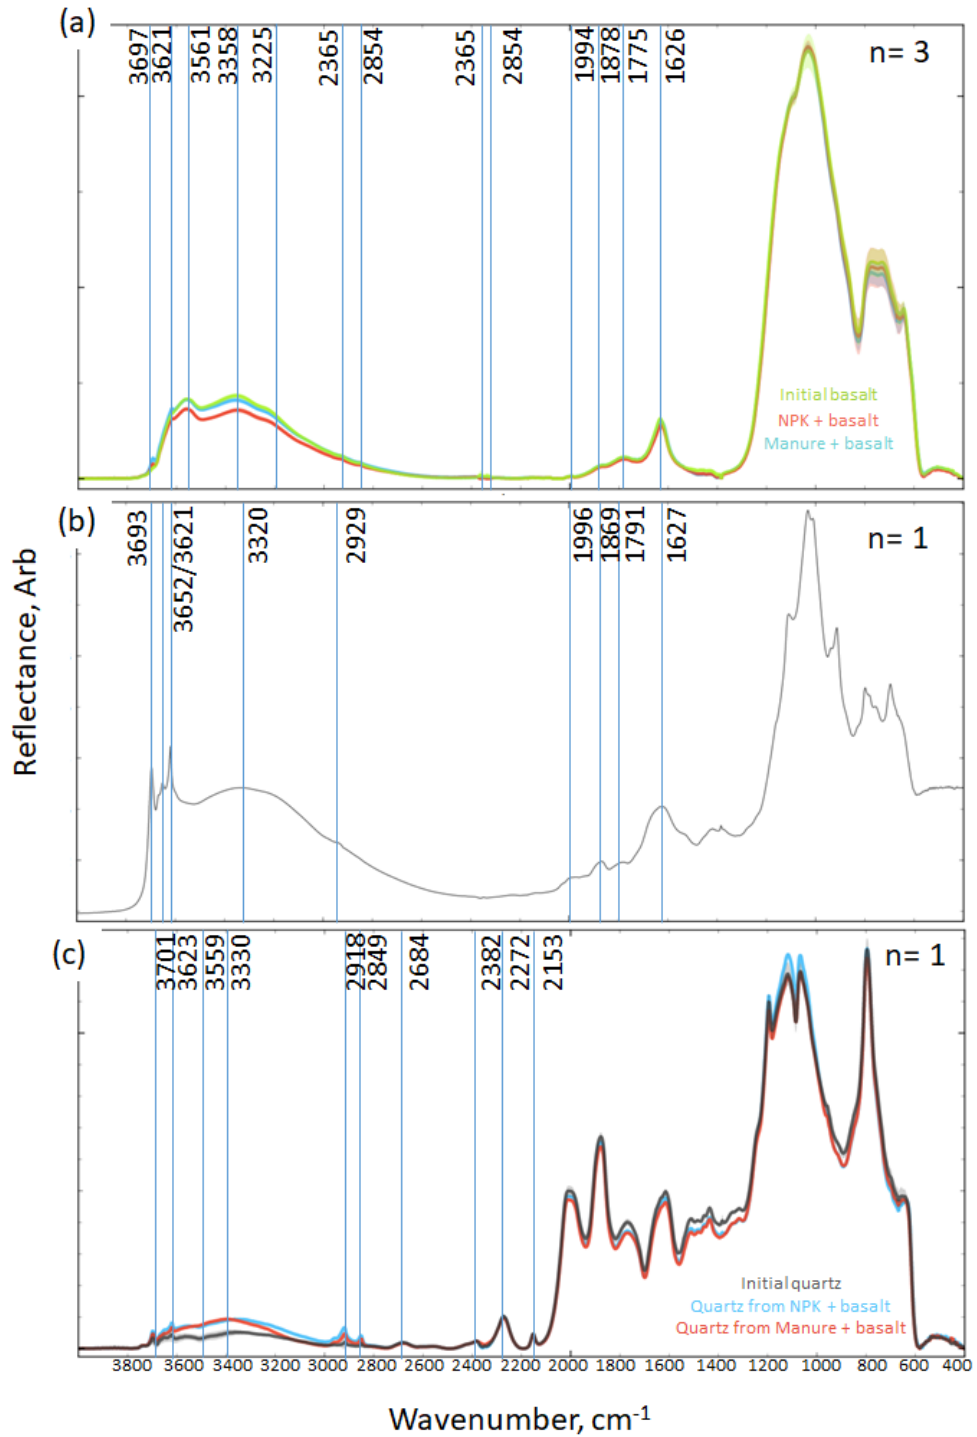 (a)
3697
3621
3561
3358
3225
2365
2854
2365
2854
1994
1878
1775
1626
n= 3
Initial basalt
NPK + basalt
Manure + basalt
(b)
3693
3652/3621
3320
2929
1996
1869
1791
1627
n= 1
Reflectance, Arb
(c)
3701
3623
3559
3330
2918
2849
2684
2382
2272
2153
n= 1
Initial quartz
Quartz from NPK + basalt
Quartz from Manure + basalt
3800 3600 3400 3200 3000 2800 2600 2400 2200 2000 1800 1600 1400 1200 1000 800 600 400
Wavenumber, cm-1